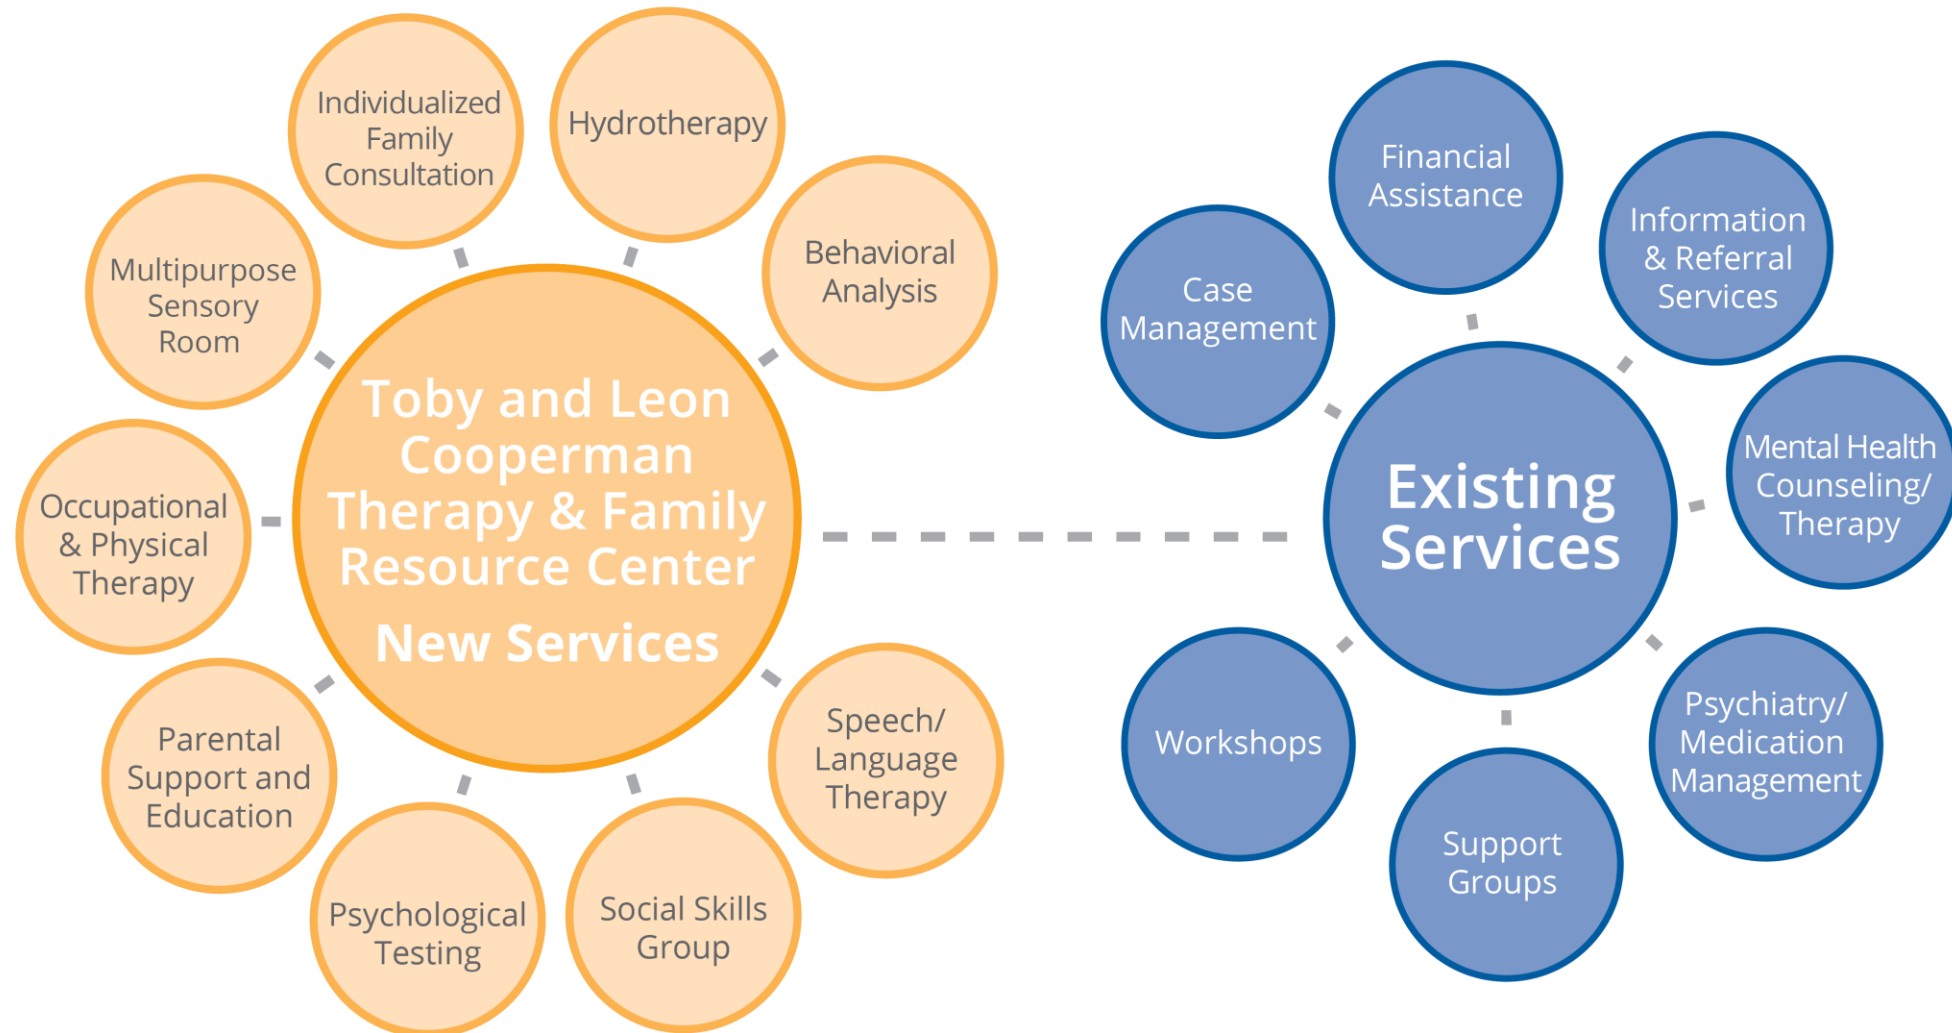 Individualized
Family
Consultation
Hydrotherapy
Behavioral
Analysis
Multipurpose
Sensory
Room
Toby and Leon
Cooperman
Therapy & Family
Resource Center
New Services
Occupational
& Physical
Therapy
Parental
Support and
Education
Psychological
Testing
Social Skills
Group
Speech/
Language
Therapy
Financial
Assistance
Information
& Referral
Services
Case
Management
Existing
Services
Mental Health
Counseling/
Therapy
Workshops
Psychiatry/
Medication
Management
Support
Groups